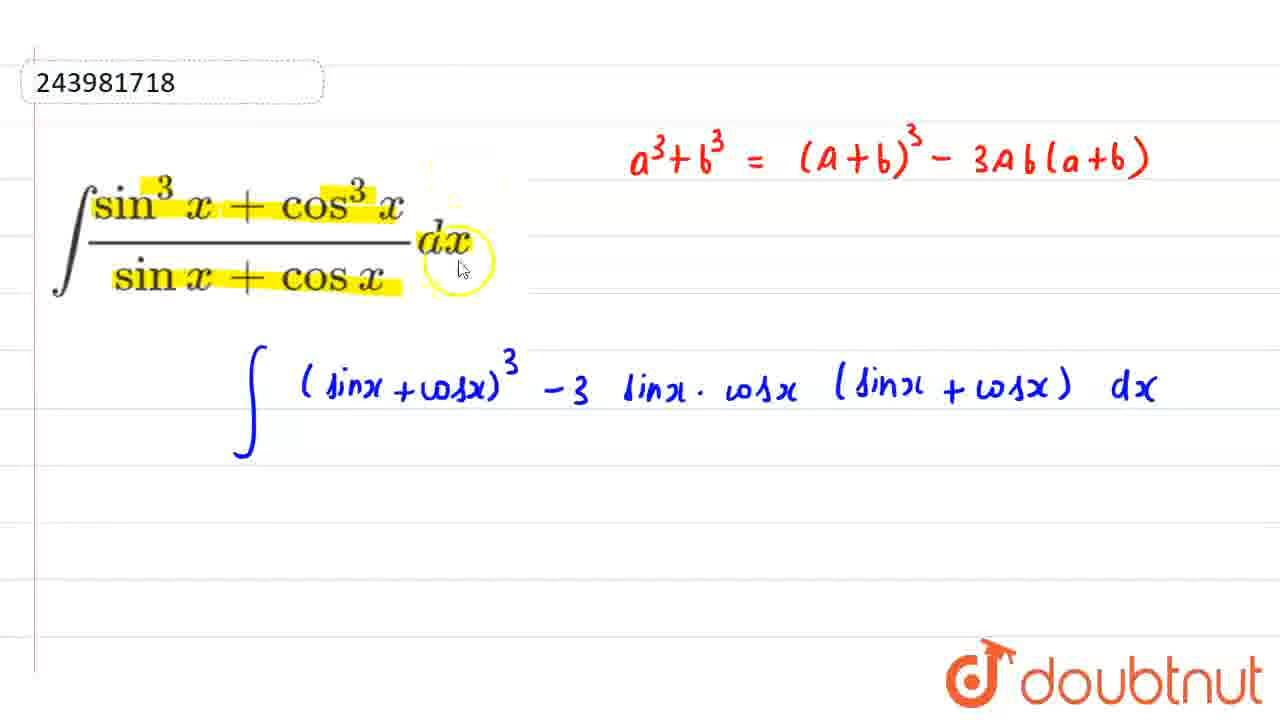 243981718
a³+b³ = (a+b)³ - 3Ab(a+b)
∫ (sin³ x + cos³ x)/(sin x + cos x) dx
∫ (sinx + cosx)³ - 3 sinx. cosx (sinx + cosx) dx
doubtnut